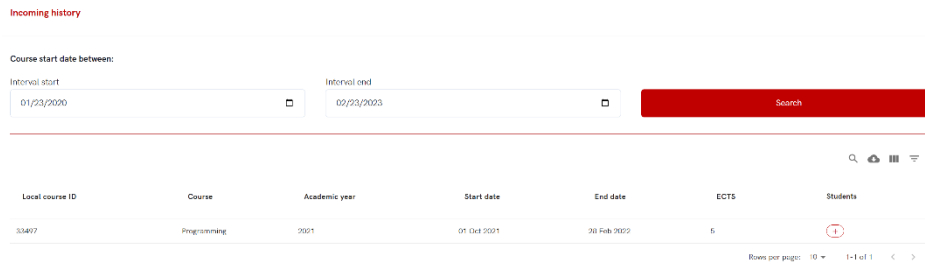 Incoming history
Course start date between:
Interval start Interval end
01/23/2020 02/23/2023 Search
Local course ID Course Academic year Start date End date ECTS Students
33497 Programming 2021 01 Oct 2021 28 Feb 2022 5 +
Rows per page: 10 1-1 of 1